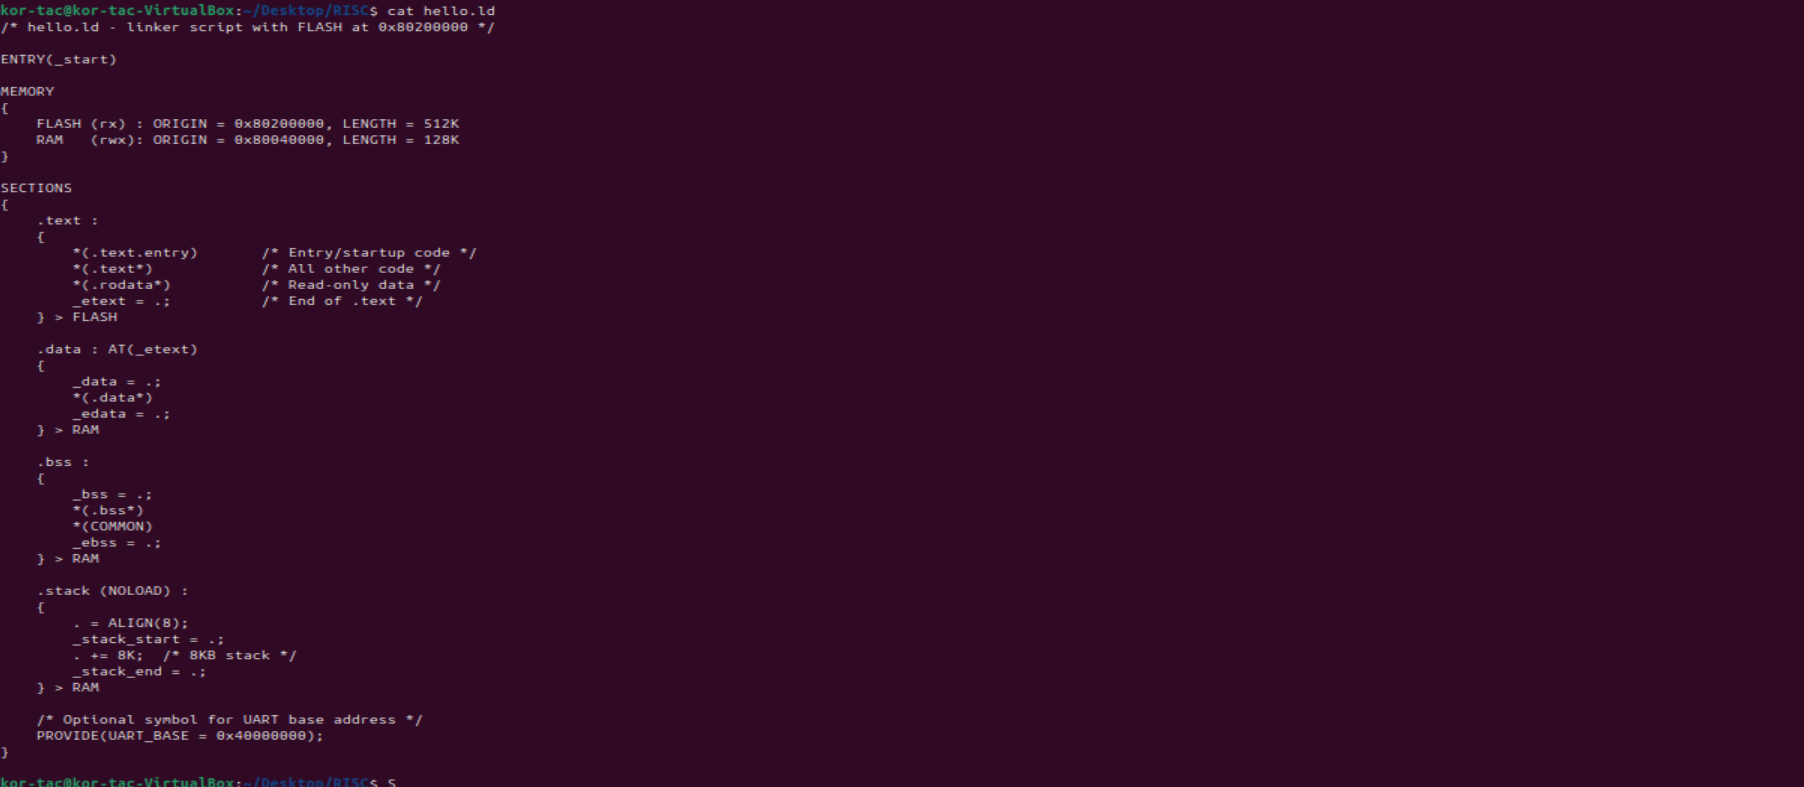 kor-tac@kor-tac-VirtualBox:~/Desktop/RISC$ cat hello.ld
/* hello.ld - linker script with FLASH at 0x80200000 */

ENTRY(_start)

MEMORY
{
    FLASH (rx) : ORIGIN = 0x80200000, LENGTH = 512K
    RAM   (rwx): ORIGIN = 0x80040000, LENGTH = 128K
}

SECTIONS
{
    .text :
    {
        *(.text.entry)       /* Entry/startup code */
        *(.text*)            /* All other code */
        *(.rodata*)          /* Read-only data */
        _etext = .;          /* End of .text */
    } > FLASH

    .data : AT(_etext)
    {
        _data = .;
        *(.data*)
        _edata = .;
    } > RAM

    .bss :
    {
        _bss = .;
        *(.bss*)
        *(COMMON)
        _ebss = .;
    } > RAM

    .stack (NOLOAD) :
    {
        . = ALIGN(8);
        _stack_start = .;
        . += 8K;  /* 8KB stack */
        _stack_end = .;
    } > RAM

    /* Optional symbol for UART base address */
    PROVIDE(UART_BASE = 0x40000000);
}

kor-tac@kor-tac-VirtualBox:~/Desktop/RISC$ S